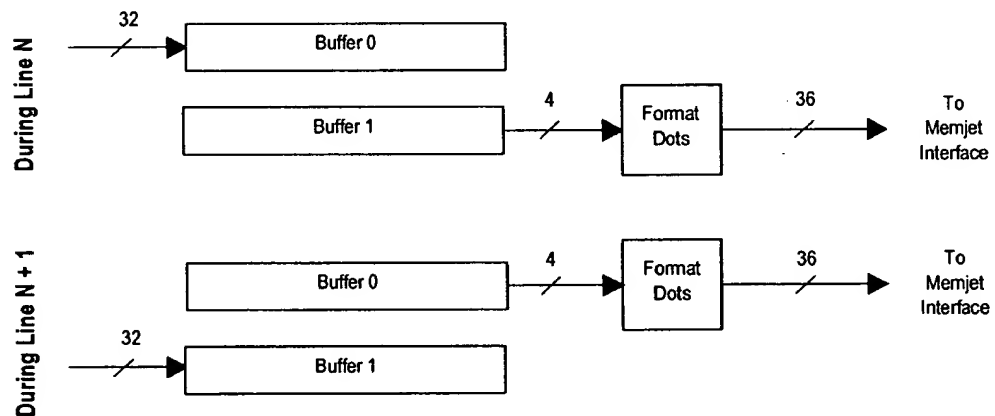 During Line N
32
Buffer 0
Buffer 1
4
Format
Dots
36
To
Memjet
Interface
During Line N + 1
Buffer 0
4
Format
Dots
36
To
Memjet
Interface
32
Buffer 1